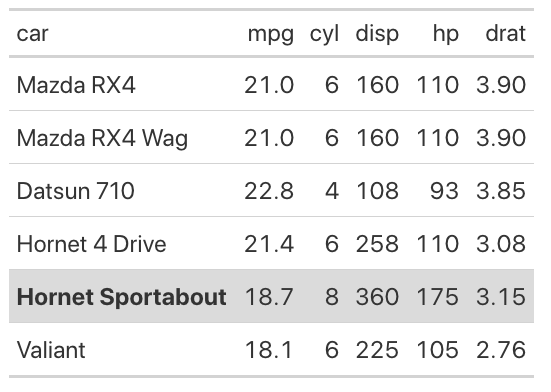 car mpg cyl disp hp drat
Mazda RX4 21.0 6 160 110 3.90
Mazda RX4 Wag 21.0 6 160 110 3.90
Datsun 710 22.8 4 108 93 3.85
Hornet 4 Drive 21.4 6 258 110 3.08
Hornet Sportabout 18.7 8 360 175 3.15
Valiant 18.1 6 225 105 2.76